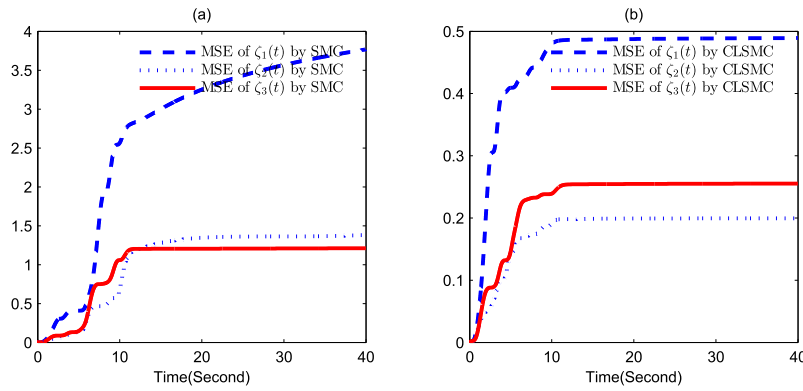 (a)
4
3.5
3
2.5
2
1.5
1
0.5
0
0 10 20 30 40
Time(Second)
MSE of ζ₁(t) by SMC
MSE of ζ₂(t) by SMC
MSE of ζ₃(t) by SMC
(b)
0.5
0.4
0.3
0.2
0.1
0
0 10 20 30 40
Time(Second)
MSE of ζ₁(t) by CLSMC
MSE of ζ₂(t) by CLSMC
MSE of ζ₃(t) by CLSMC